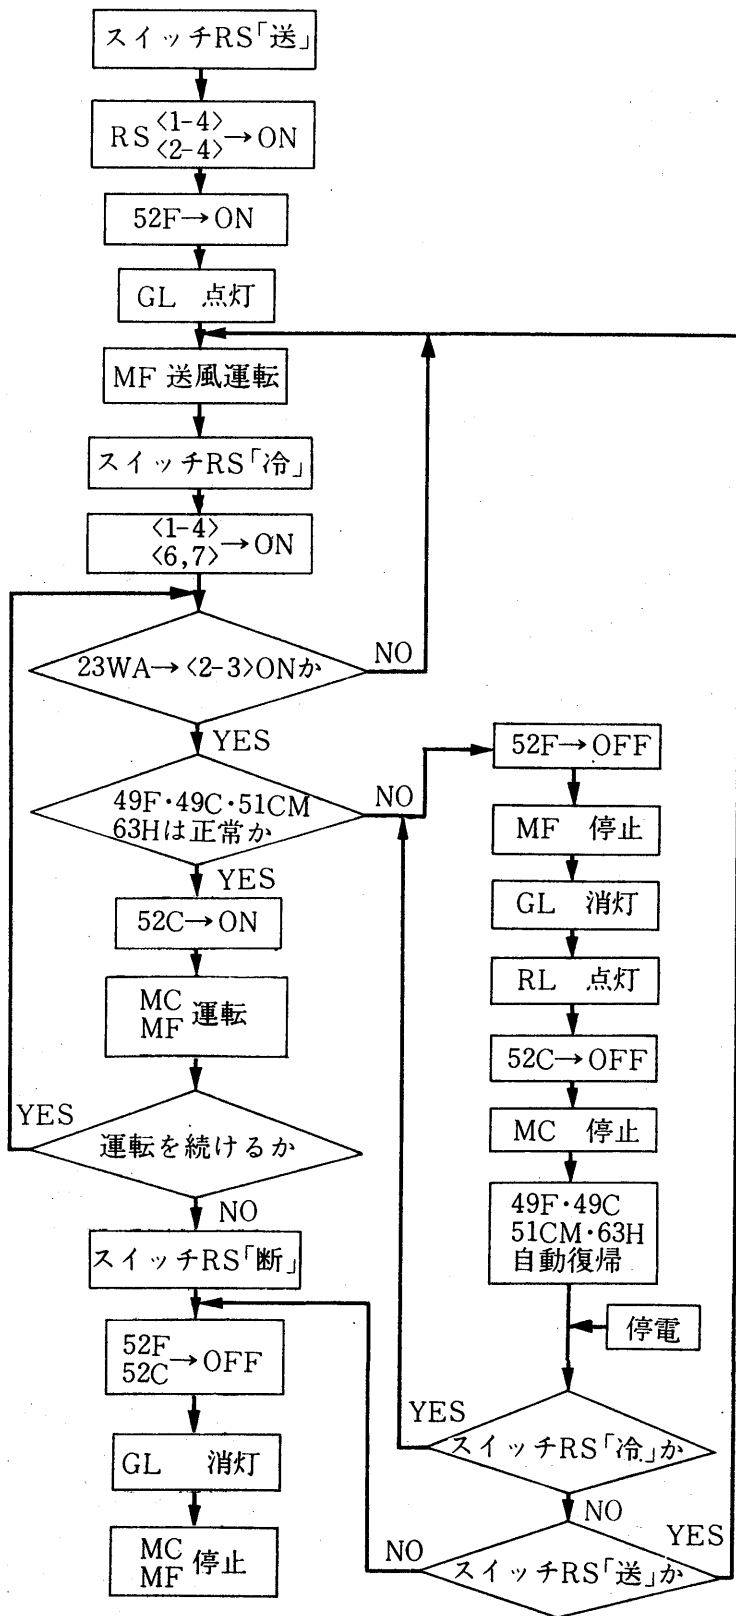 スイッチRS「送」
RS<1-4>→ON
<2-4>
52F→ON
GL 点灯
MF 送風運転
スイッチRS「冷」
<1-4>
<6,7>→ON
23WA→<2-3>ONか
NO
YES
49F・49C・51CM
63Hは正常か
NO
YES
52C→ON
MC
MF 運転
運転を続けるか
YES
NO
スイッチRS「断」
52F
52C→OFF
GL 消灯
MC
MF 停止
52F→OFF
MF 停止
GL 消灯
RL 点灯
52C→OFF
MC 停止
49F・49C
51CM・63H
自動復帰
停電
スイッチRS「冷」か
YES
NO
スイッチRS「送」か
NO
YES